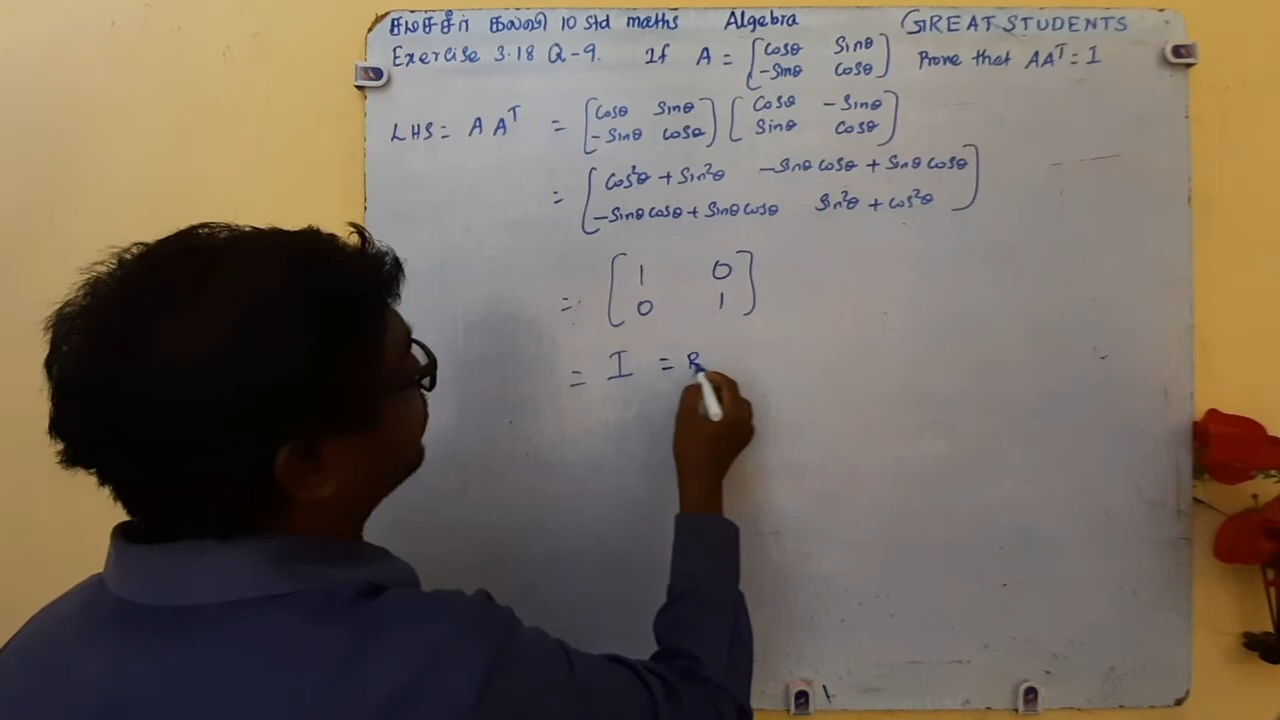 சமச்சீர் கல்வி 10 Std maths Algebra GREAT STUDENTS
Exercise 3.18 Q-9. If A = [cosθ sinθ -sinθ cosθ] Prove that AAᵀ = I
LHS = A Aᵀ = [cosθ sinθ -sinθ cosθ] [cosθ -sinθ sinθ cosθ]
= [cos²θ + sin²θ -sinθ cosθ + sinθ cosθ
-sinθ cosθ + sinθ cosθ sin²θ + cos²θ]
= [1 0
0 1]
= I = R